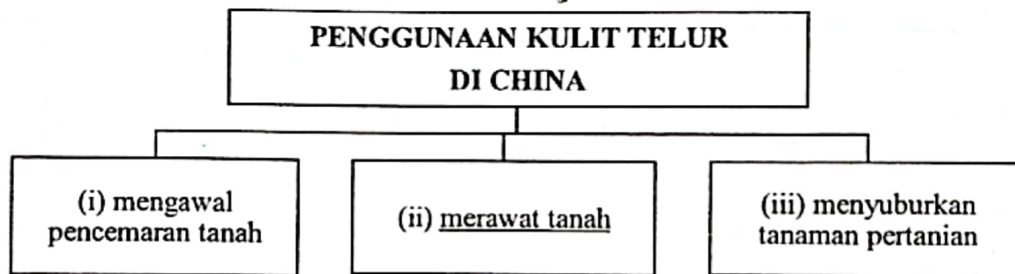 PENGGUNAAN KULIT TELUR
DI CHINA
(i) mengawal
pencemaran tanah
(ii) merawat tanah
(iii) menyuburkan
tanaman pertanian